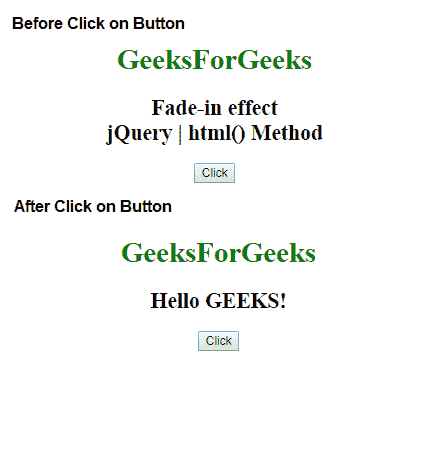 Before Click on Button
GeeksForGeeks
Fade-in effect
jQuery | html() Method
Click
After Click on Button
GeeksForGeeks
Hello GEEKS!
Click